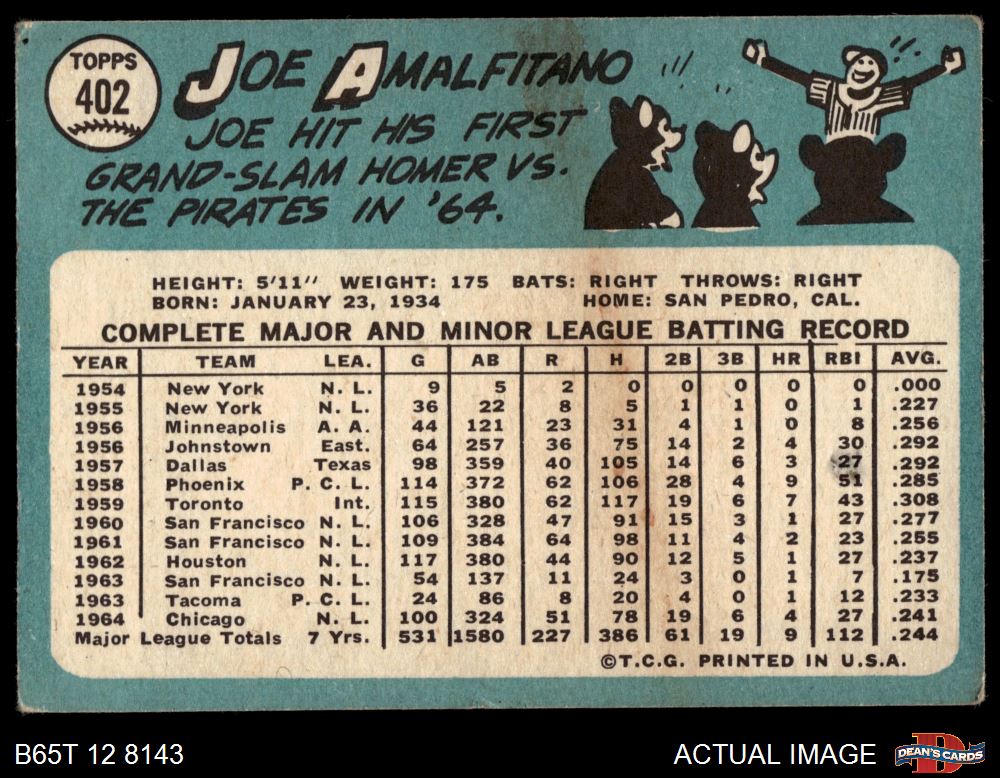 TOPPS
402
JOE AMALFITANO
JOE HIT HIS FIRST
GRAND-SLAM HOMER VS.
THE PIRATES IN '64.
HEIGHT: 5'11" WEIGHT: 175 BATS: RIGHT THROWS: RIGHT
BORN: JANUARY 23, 1934 HOME: SAN PEDRO, CAL.
COMPLETE MAJOR AND MINOR LEAGUE BATTING RECORD
YEAR TEAM LEA. G AB R H 2B 3B HR RBI AVG.
1954 New York N. L. 9 5 2 0 0 0 0 0 .000
1955 New York N. L. 36 22 8 5 1 1 0 1 .227
1956 Minneapolis A. A. 44 121 23 31 4 1 0 8 .256
1956 Johnstown East. 64 257 36 75 14 2 4 30 .292
1957 Dallas Texas 98 359 40 105 14 6 3 27 .292
1958 Phoenix P. C. L. 114 372 62 106 28 4 9 51 .285
1959 Toronto Int. 115 380 62 117 19 6 7 43 .308
1960 San Francisco N. L. 106 328 47 91 15 3 1 27 .277
1961 San Francisco N. L. 109 384 64 98 11 4 2 23 .255
1962 Houston N. L. 117 380 44 90 12 5 1 27 .237
1963 San Francisco N. L. 54 137 11 24 3 0 1 7 .175
1963 Tacoma P. C. L. 24 86 8 20 4 0 1 12 .233
1964 Chicago N. L. 100 324 51 78 19 6 4 27 .241
Major League Totals 7 Yrs. 531 1580 227 386 61 19 9 112 .244
©T.C.G. PRINTED IN U.S.A.
B65T 12 8143 ACTUAL IMAGE DEAN'S CARDS